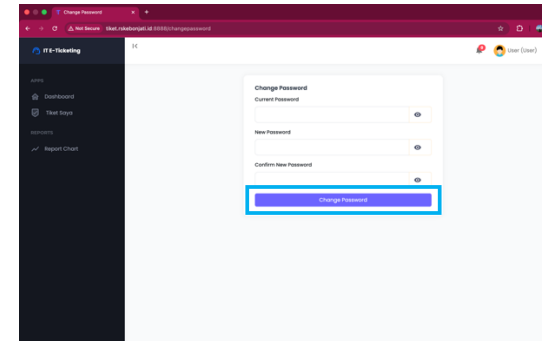 Change Password
Not Secure tiket.rskebonjati.id:8888/changepassword
IT E-Ticketing
User (User)
APPS
Dashboard
Tiket Saya
REPORTS
Report Chart
Change Password
Current Password
New Password
Confirm New Password
Change Password